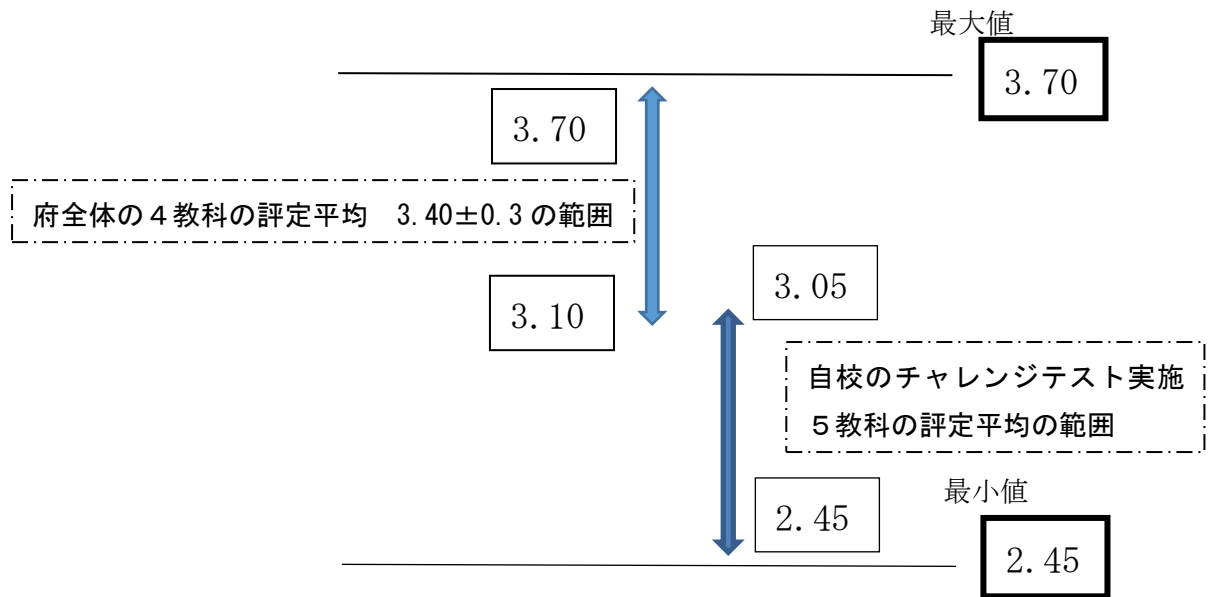 最大値
3.70
3.70
府全体の４教科の評定平均　3.40±0.3の範囲
3.10
3.05
自校のチャレンジテスト実施
５教科の評定平均の範囲
最小値
2.45
2.45